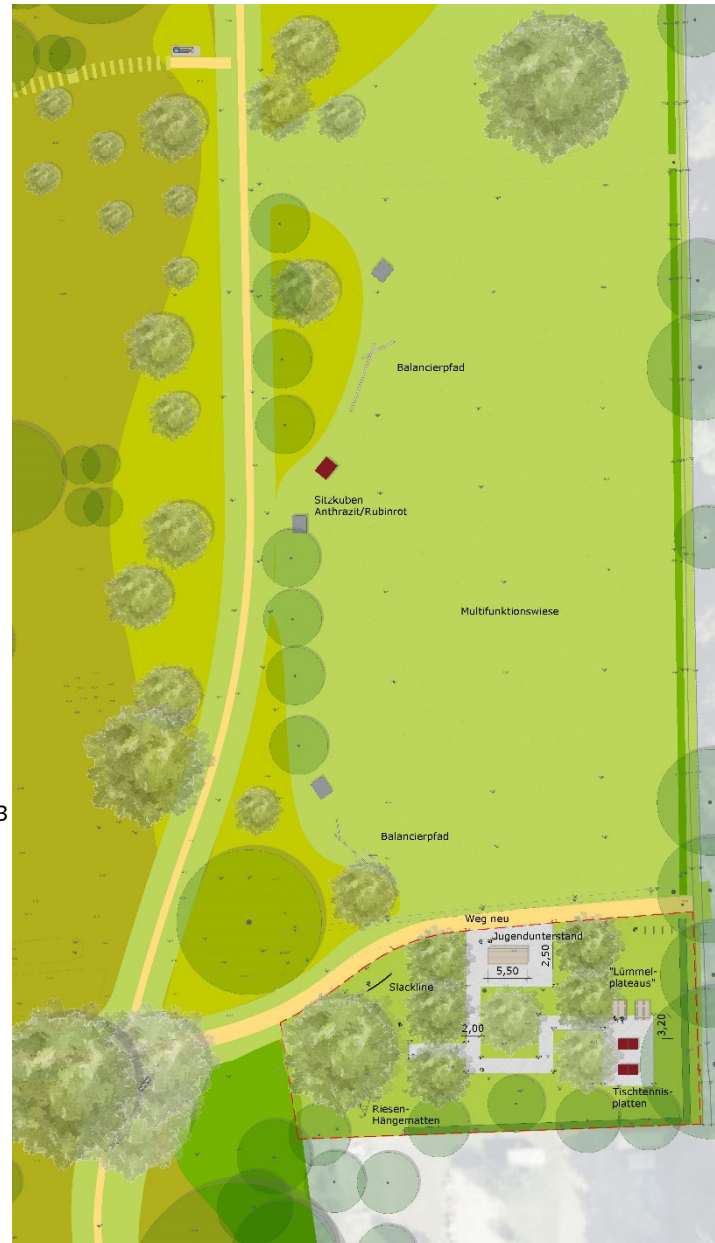 Balancierpfad
Sitzkuben
Anthrazit/Rubinrot
Multifunktionswiese
3
Balancierpfad
Weg neu
Jugendunterstand
2,50
5,50
"Lümmel-
plateaus"
Slackline
2,00
3,20
Tischtennis-
platten
Riesen-
Hängematten